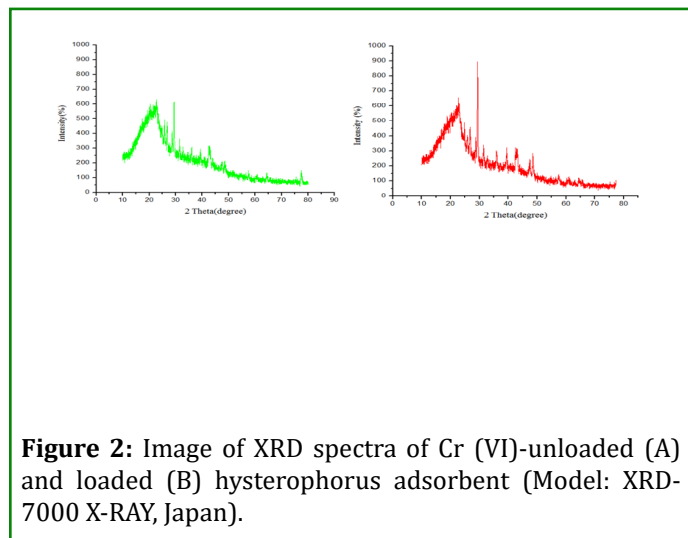 1000
900
800
700
600
500
400
300
200
100
0
Intensity(%)
0 10 20 30 40 50 60 70 80 90
2 Theta(degree)
1000
900
800
700
600
500
400
300
200
100
0
Intensity(%)
0 10 20 30 40 50 60 70 80
2 Theta(degree)
Figure 2: Image of XRD spectra of Cr (VI)-unloaded (A)
and loaded (B) hysterophorus adsorbent (Model: XRD-
7000 X-RAY, Japan).